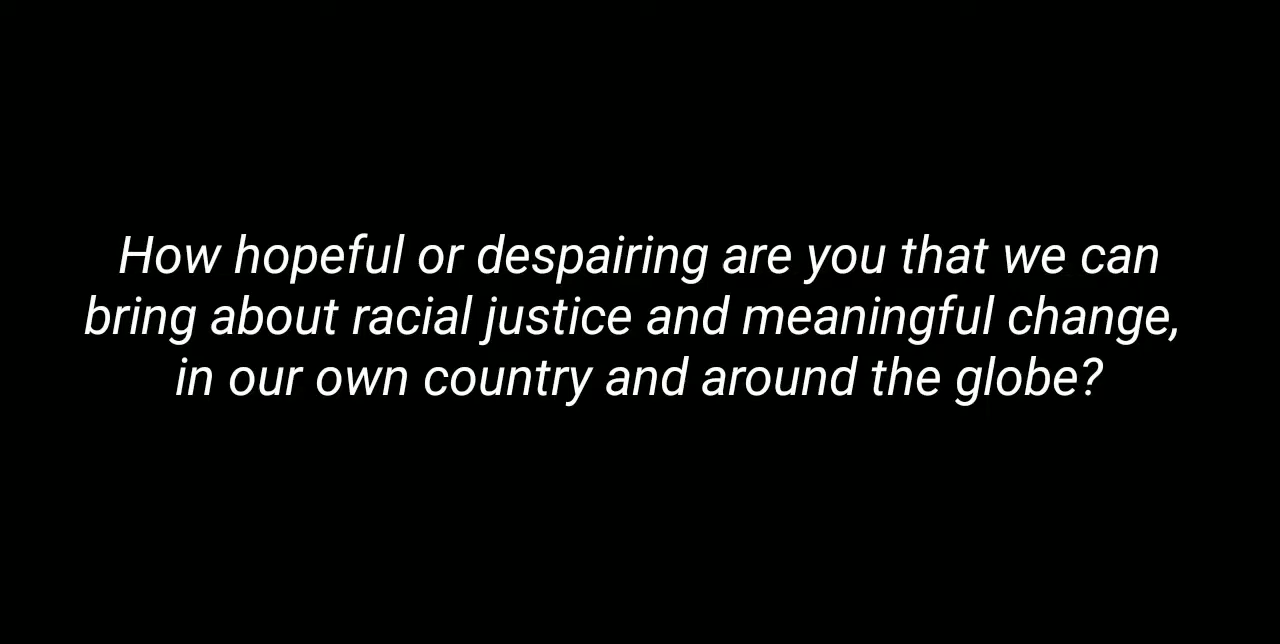 How hopeful or despairing are you that we can
bring about racial justice and meaningful change,
in our own country and around the globe?